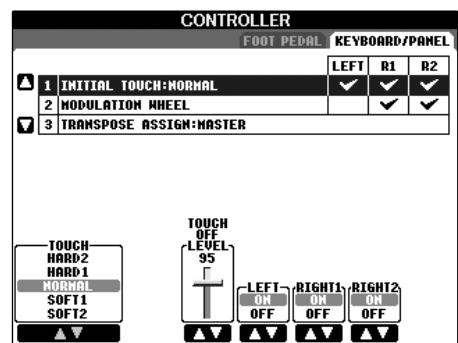 CONTROLLER
FOOT PEDAL KEYBOARD/PANEL
LEFT R1 R2
1 INITIAL TOUCH:NORMAL
2 MODULATION WHEEL
3 TRANSPOSE ASSIGN:MASTER
TOUCH
HARD2
HARD1
NORMAL
SOFT1
SOFT2
TOUCH
OFF
LEVEL
95
LEFT
ON
OFF
RIGHT1
ON
OFF
RIGHT2
ON
OFF